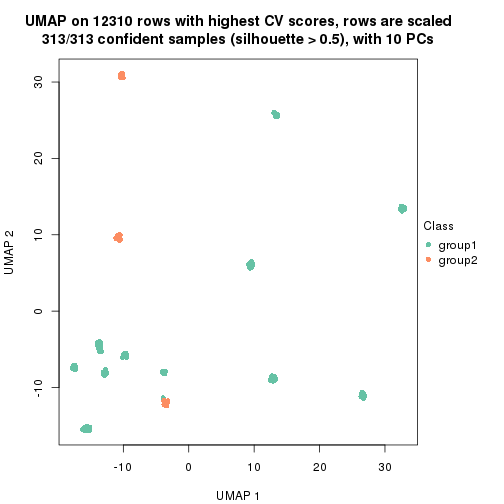 UMAP on 12310 rows with highest CV scores, rows are scaled
313/313 confident samples (silhouette > 0.5), with 10 PCs
30
20
10
0
-10
UMAP 2
-10
0
10
20
30
UMAP 1
Class
group1
group2